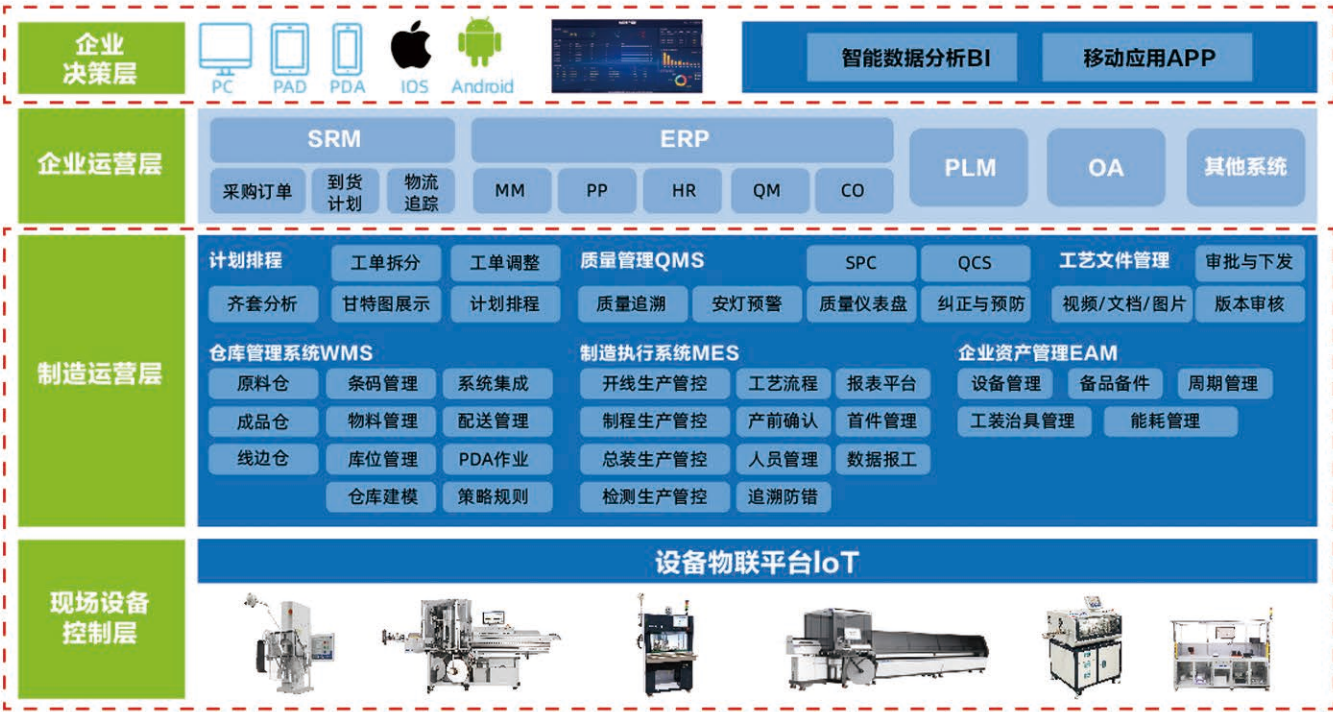 企业
决策层
PC PAD PDA IOS Android
智能数据分析BI 移动应用APP
企业运营层
SRM ERP PLM OA 其他系统
采购订单 到货计划 物流追踪 MM PP HR QM CO
制造运营层
计划排程 工单拆分 工单调整
齐套分析 甘特图展示 计划排程
质量管理QMS SPC QCS
质量追溯 安灯预警 质量仪表盘 纠正与预防
工艺文件管理 审批与下发
视频/文档/图片 版本审核
仓库管理系统WMS
原料仓 条码管理 系统集成
成品仓 物料管理 配送管理
线边仓 库位管理 PDA作业
仓库建模 策略规则
制造执行系统MES
开线生产管控 工艺流程 报表平台
制程生产管控 产前确认 首件管理
总装生产管控 人员管理 数据报工
检测生产管控 追溯防错
企业资产管理EAM
设备管理 备品备件 周期管理
工装治具管理 能耗管理
现场设备
控制层
设备物联平台IoT